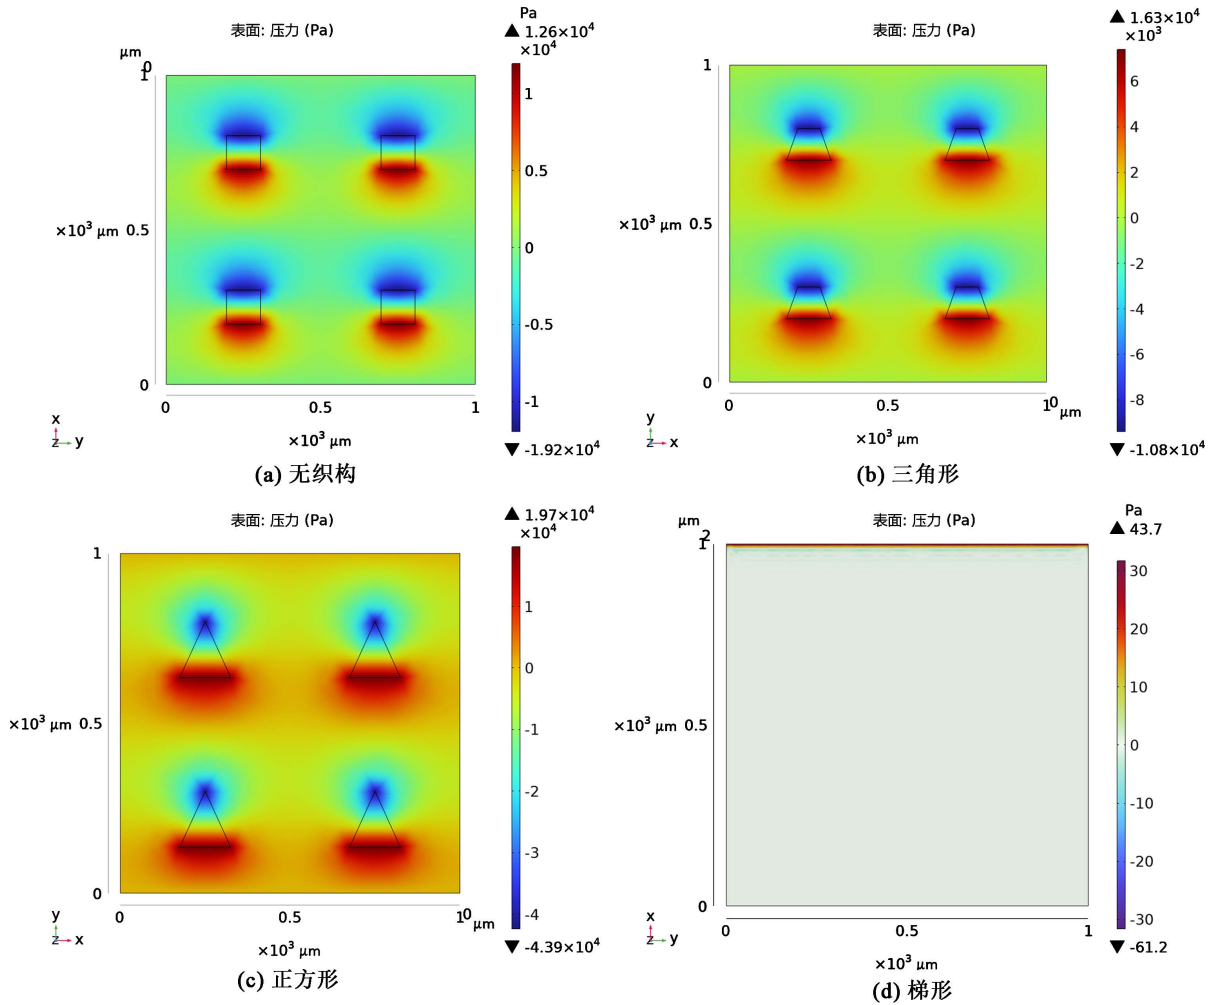 表面: 压力 (Pa)
Pa
▲ 1.26×10⁴
×10⁴
µm
0
1
0.5
0
×10³ µm
0
0.5
1
×10³ µm
1
0.5
0
-0.5
-1
▼ -1.92×10⁴
x
z
y
(a) 无织构
表面: 压力 (Pa)
▲ 1.63×10⁴
×10³
1
0.5
0
×10³ µm
0
0.5
1
0
µm
×10³ µm
6
4
2
0
-2
-4
-6
-8
▼ -1.08×10⁴
y
z
x
(b) 三角形
表面: 压力 (Pa)
▲ 1.97×10⁴
×10⁴
1
0.5
0
×10³ µm
0
0.5
1
0
µm
×10³ µm
1
0
-1
-2
-3
-4
▼ -4.39×10⁴
y
z
x
(c) 正方形
表面: 压力 (Pa)
Pa
▲ 43.7
µm
2
1
0.5
0
×10³ µm
0
0.5
1
×10³ µm
30
20
10
0
-10
-20
-30
▼ -61.2
x
z
y
(d) 梯形